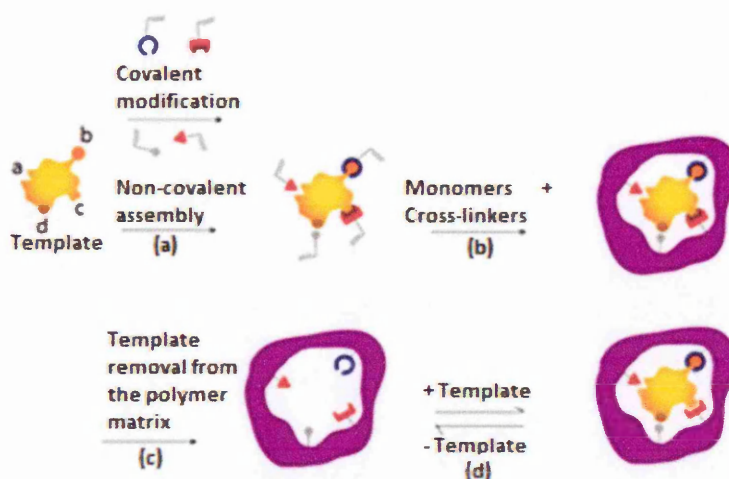 Covalent
modification
a
b
c
d
Template
Non-covalent
assembly
(a)
Monomers +
Cross-linkers
(b)
Template
removal from
the polymer
matrix
(c)
+ Template
- Template
(d)